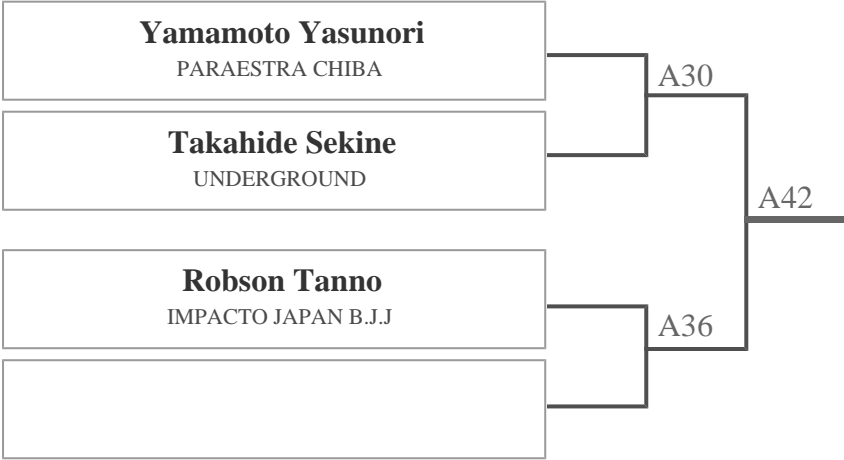 Yamamoto Yasunori
PARAESTRA CHIBA
A30
Takahide Sekine
UNDERGROUND
A42
Robson Tanno
IMPACTO JAPAN B.J.J
A36